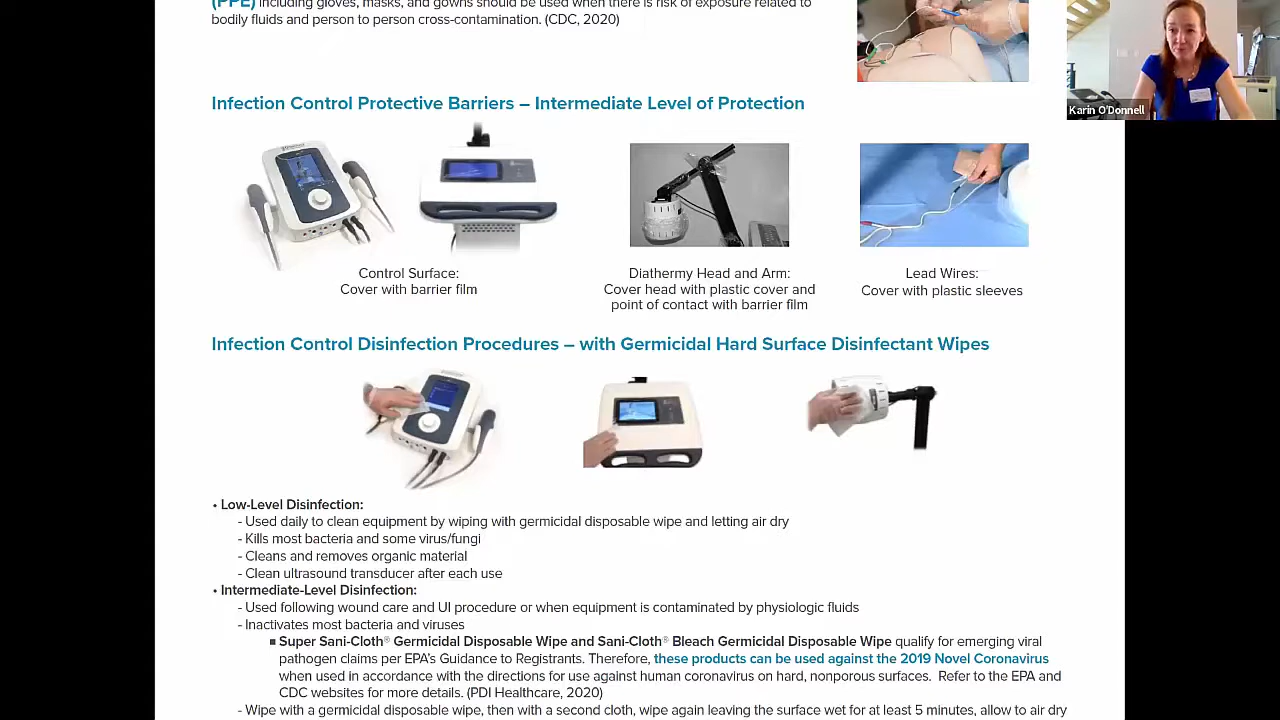 (PPE) including gloves, masks, and gowns should be used when there is risk of exposure related to
bodily fluids and person to person cross-contamination. (CDC, 2020)
Karin O'Donnell
Infection Control Protective Barriers – Intermediate Level of Protection
Control Surface:
Cover with barrier film
Diathermy Head and Arm:
Cover head with plastic cover and
point of contact with barrier film
Lead Wires:
Cover with plastic sleeves
Infection Control Disinfection Procedures – with Germicidal Hard Surface Disinfectant Wipes
• Low-Level Disinfection:
- Used daily to clean equipment by wiping with germicidal disposable wipe and letting air dry
- Kills most bacteria and some virus/fungi
- Cleans and removes organic material
- Clean ultrasound transducer after each use
• Intermediate-Level Disinfection:
- Used following wound care and UI procedure or when equipment is contaminated by physiologic fluids
- Inactivates most bacteria and viruses
■ Super Sani-Cloth® Germicidal Disposable Wipe and Sani-Cloth® Bleach Germicidal Disposable Wipe qualify for emerging viral
pathogen claims per EPA's Guidance to Registrants. Therefore, these products can be used against the 2019 Novel Coronavirus
when used in accordance with the directions for use against human coronavirus on hard, nonporous surfaces. Refer to the EPA and
CDC websites for more details. (PDI Healthcare, 2020)
- Wipe with a germicidal disposable wipe, then with a second cloth, wipe again leaving the surface wet for at least 5 minutes, allow to air dry